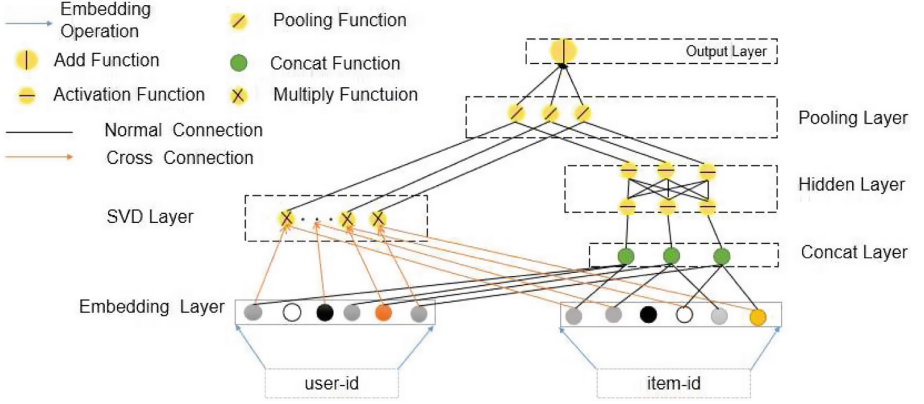 Embedding
Operation
Pooling Function
Add Function
Concat Function
Activation Function
Multiply Functuion
Normal Connection
Cross Connection
Output Layer
Pooling Layer
Hidden Layer
SVD Layer
Concat Layer
Embedding Layer
user-id
item-id